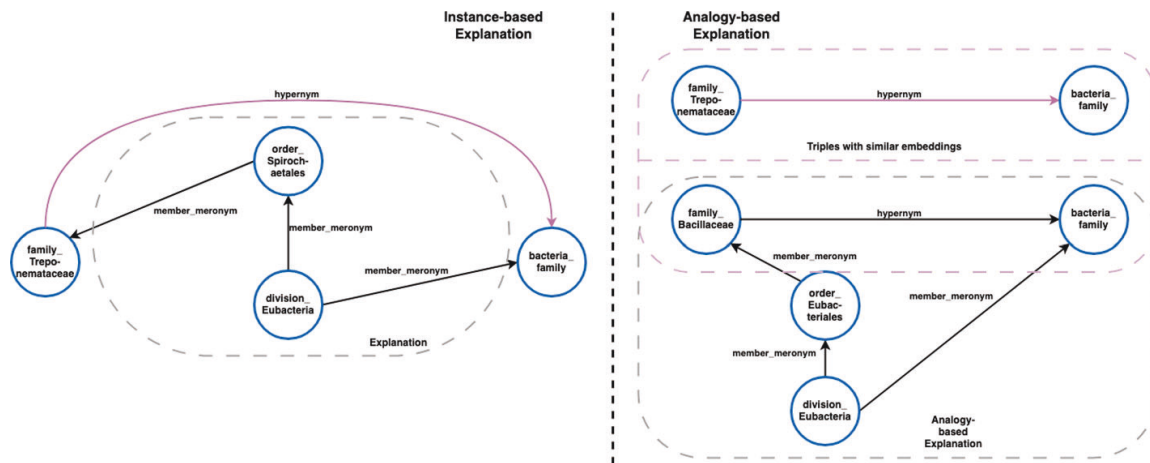 Instance-based
Explanation
hypernym
order_
Spiroch-
aetales
member_meronym
member_meronym
family_
Trepo-
nemataceae
member_meronym
bacteria_
family
division_
Eubacteria
Explanation
Analogy-based
Explanation
family_
Trepo-
nemataceae
hypernym
bacteria_
family
Triples with similar embeddings
family_
Bacillaceae
hypernym
bacteria_
family
member_meronym
order_
Eubac-
teriales
member_meronym
member_meronym
division_
Eubacteria
Analogy-
based
Explanation